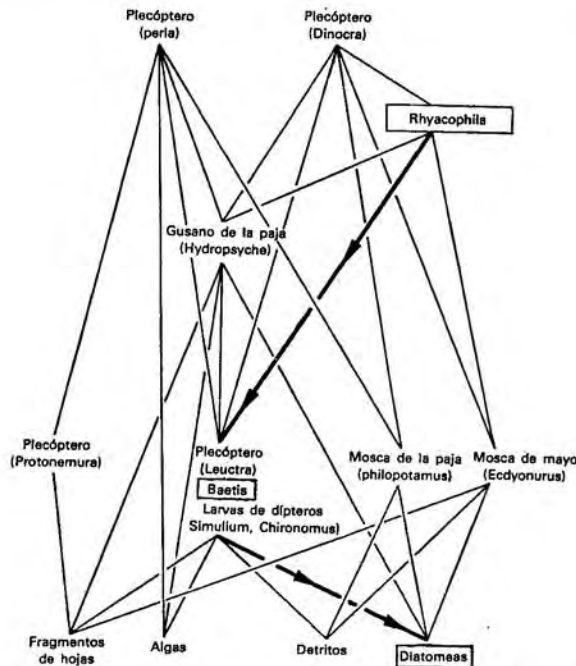 Plecóptero
(perla)
Plecóptero
(Dinocra)
Rhyacophila
Gusano de la paja
(Hydropsyche)
Plecóptero
(Protonemura)
Plecóptero
(Leuctra)
Baetis
Larvas de dípteros
Simulium, Chironomus)
Mosca de la paja
(philopotamus)
Mosca de mayo
(Ecdyonurus)
Fragmentos
de hojas
Algas
Detritos
Diatomeas